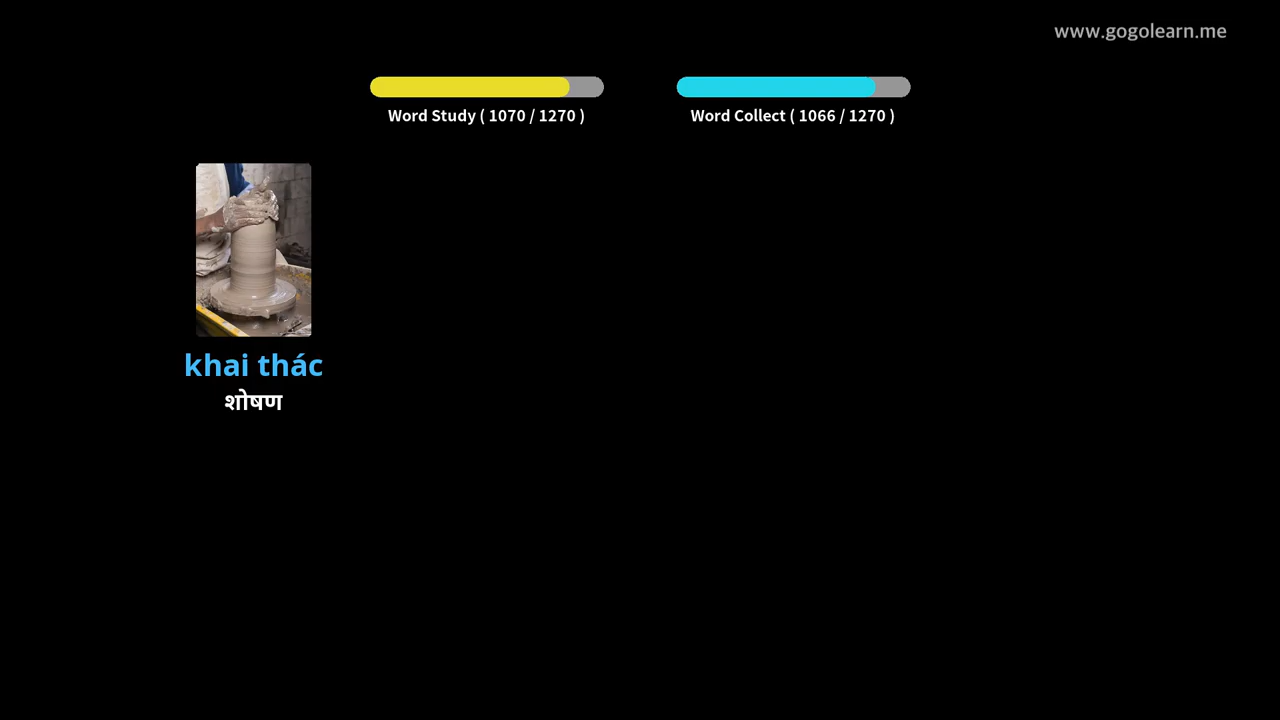 www.gogolearn.me
Word Study ( 1070 / 1270 )
Word Collect ( 1066 / 1270 )
khai thác
शोषण